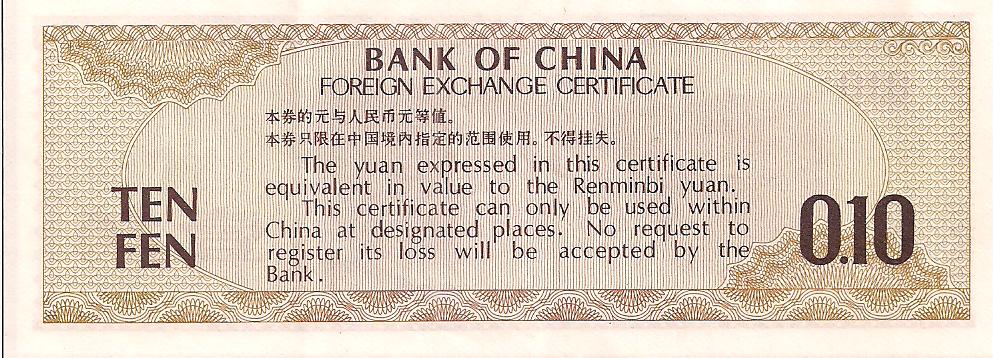 BANK OF CHINA
FOREIGN EXCHANGE CERTIFICATE
本券的元与人民币元等值。
本券只限在中国境内指定的范围使用。不得挂失。
The yuan expressed in this certificate is
equivalent in value to the Renminbi yuan.
This certificate can only be used within
China at designated places. No request to
register its loss will be accepted by the
Bank.
TEN
FEN
0.10